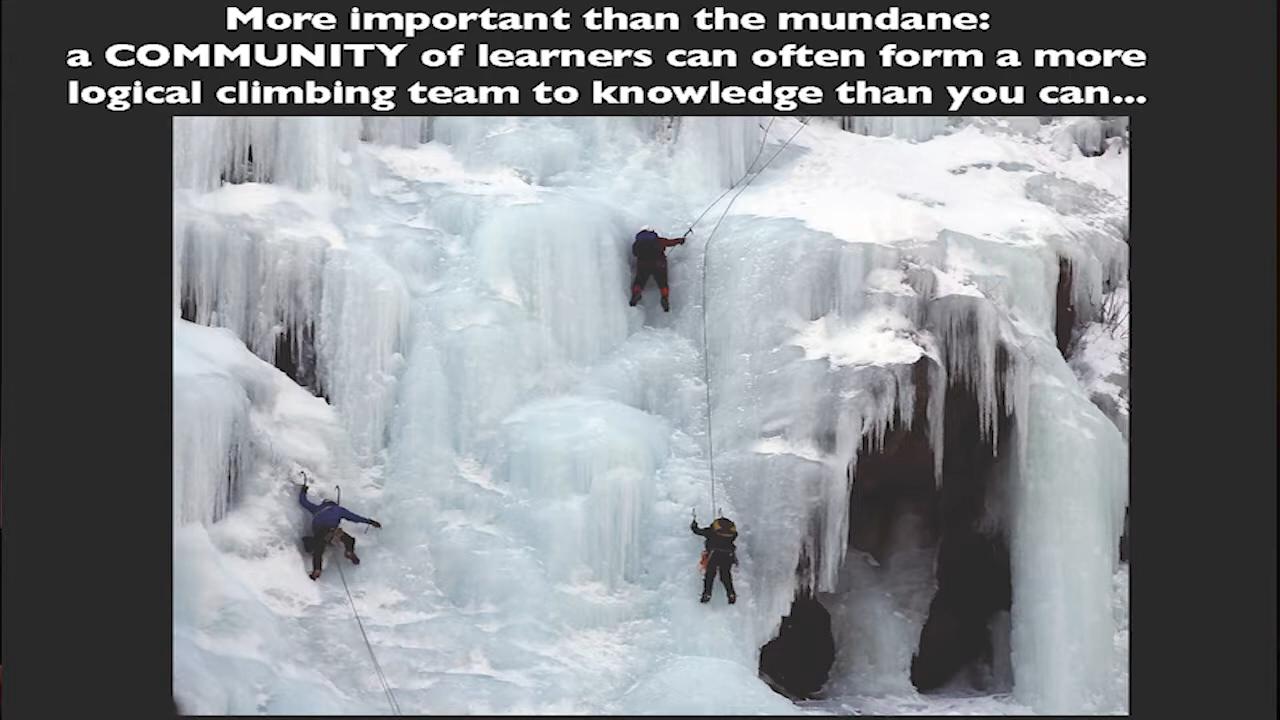 More important than the mundane:
a COMMUNITY of learners can often form a more
logical climbing team to knowledge than you can...